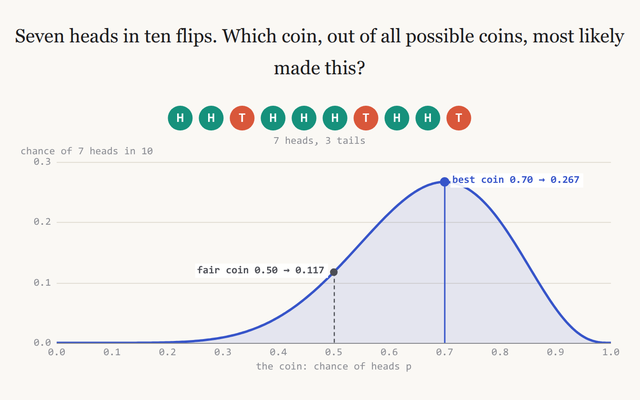 Seven heads in ten flips. Which coin, out of all possible coins, most likely
made this?
H H T H H H T H H T
7 heads, 3 tails
chance of 7 heads in 10
0.3
best coin 0.70 → 0.267
0.2
fair coin 0.50 → 0.117
0.1
0.0
0.0 0.1 0.2 0.3 0.4 0.5 0.6 0.7 0.8 0.9 1.0
the coin: chance of heads p